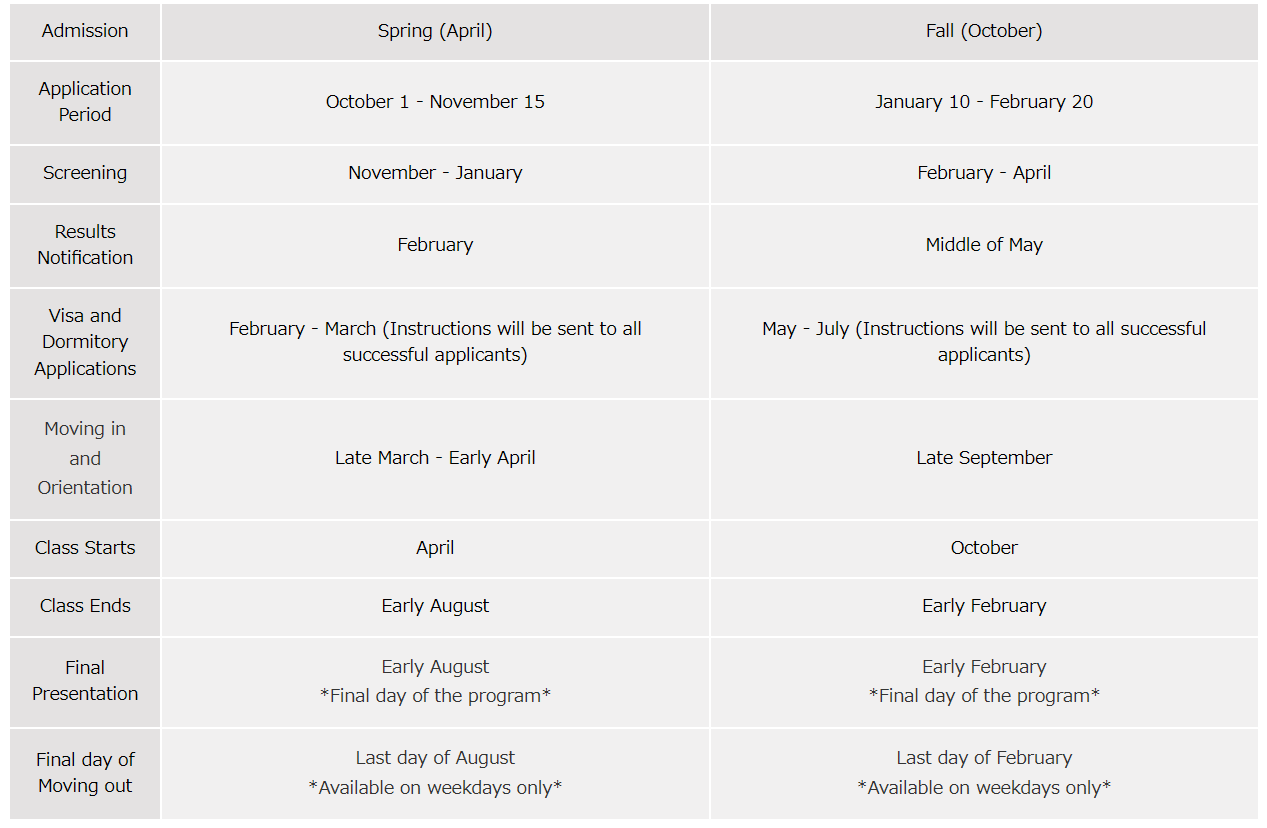 Admission
Spring (April)
Fall (October)
Application
Period
October 1 - November 15
January 10 - February 20
Screening
November - January
February - April
Results
Notification
February
Middle of May
Visa and
Dormitory
Applications
February - March (Instructions will be sent to all
successful applicants)
May - July (Instructions will be sent to all successful
applicants)
Moving in
and
Orientation
Late March - Early April
Late September
Class Starts
April
October
Class Ends
Early August
Early February
Final
Presentation
Early August
*Final day of the program*
Early February
*Final day of the program*
Final day of
Moving out
Last day of August
*Available on weekdays only*
Last day of February
*Available on weekdays only*